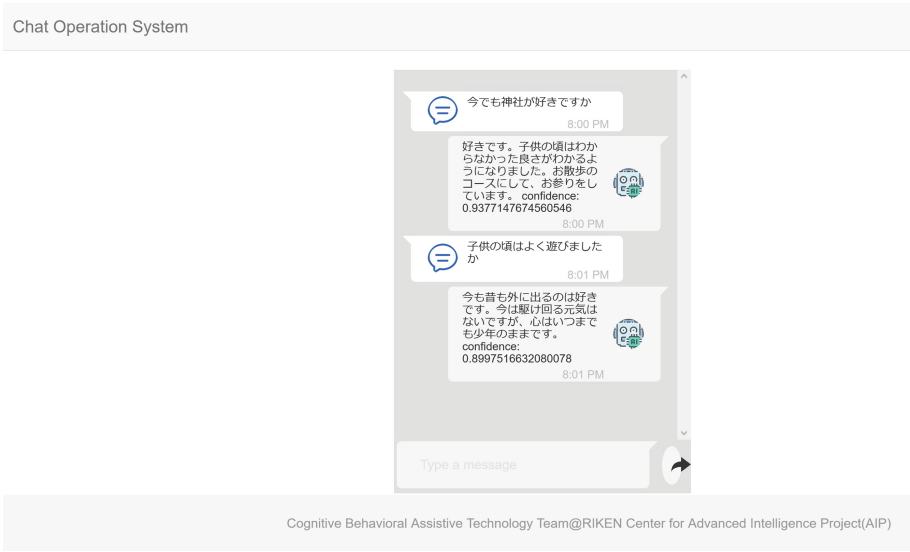 Chat Operation System
今でも神社が好きですか
8:00 PM
好きです。子供の頃はわか
らなかった良さがわかるよ
うになりました。お散歩の
コースにして、お参りをし
ています。 confidence:
0.9377147674560546
8:00 PM
子供の頃はよく遊びました
か
8:01 PM
今も昔も外に出るのは好き
です。今は駆け回る元気は
ないですが、心はいつまで
も少年のままです。
confidence:
0.8997516632080078
8:01 PM
Type a message
Cognitive Behavioral Assistive Technology Team@RIKEN Center for Advanced Intelligence Project(AIP)